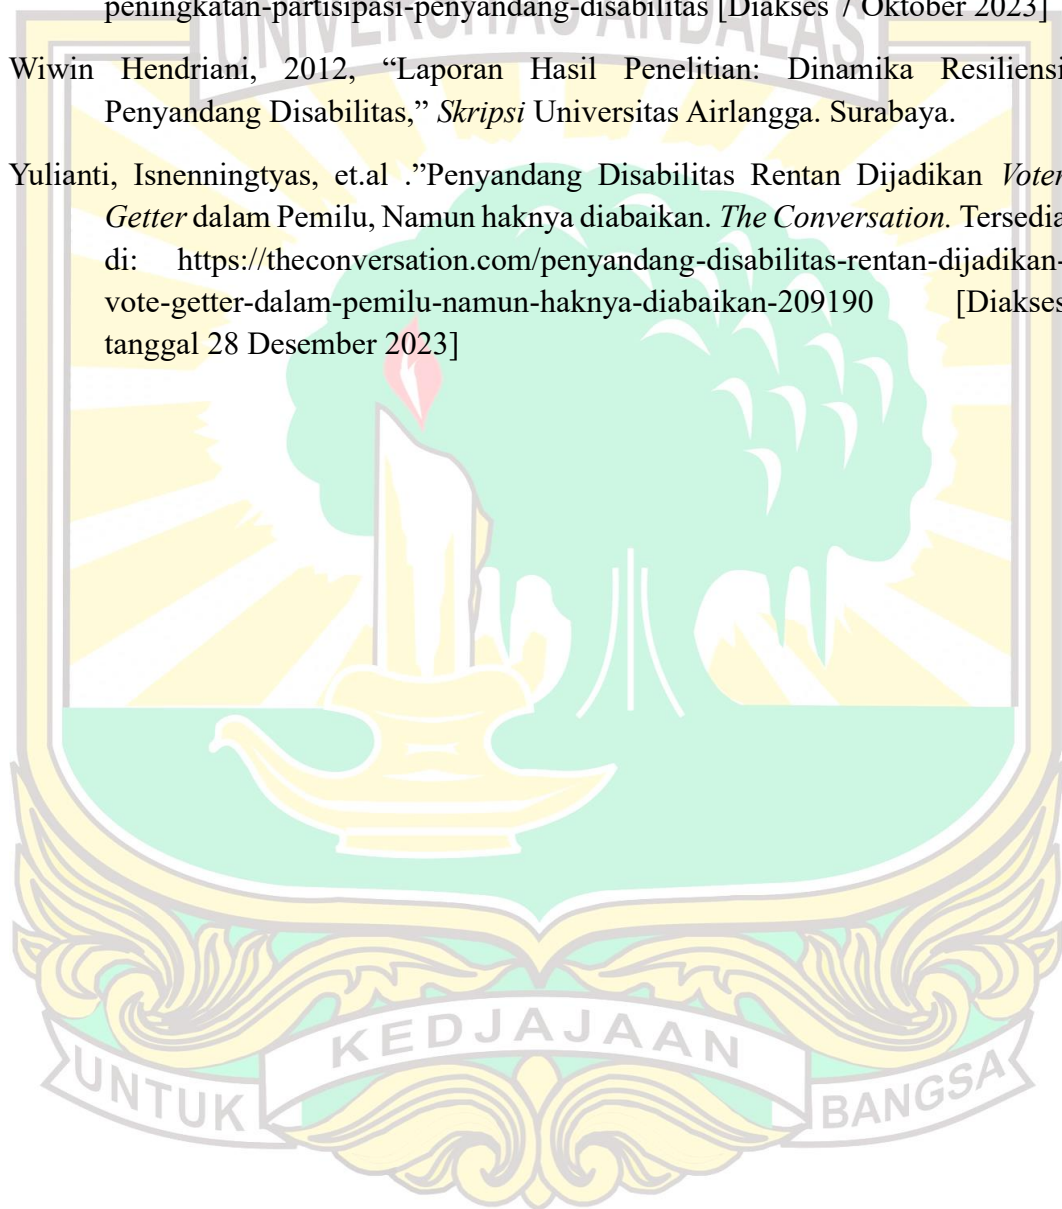 peningkatan-partisipasi-penyandang-disabilitas [Diakses 7 Oktober 2023]
UNIVERSITAS ANDALAS
Wiwin Hendriani, 2012, “Laporan Hasil Penelitian: Dinamika Resiliensi
Penyandang Disabilitas,” Skripsi Universitas Airlangga. Surabaya.
Yulianti, Isnenningtyas, et.al .”Penyandang Disabilitas Rentan Dijadikan Voter
Getter dalam Pemilu, Namun haknya diabaikan. The Conversation. Tersedia
di: https://theconversation.com/penyandang-disabilitas-rentan-dijadikan-
vote-getter-dalam-pemilu-namun-haknya-diabaikan-209190 [Diakses
tanggal 28 Desember 2023]
KEDJAJAAN
UNTUK BANGSA